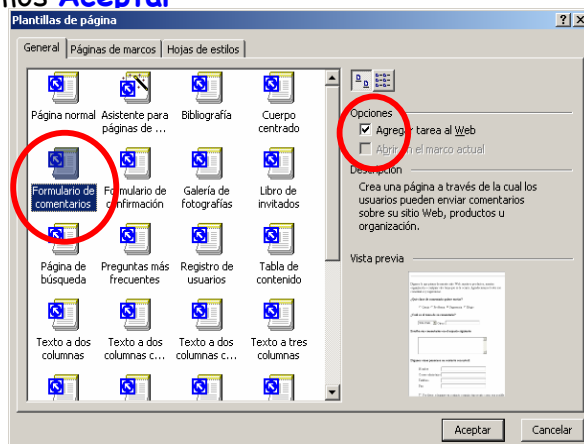 mos Aceptar
Plantillas de página
General Páginas de marcos Hojas de estilos
Página normal
Asistente para
páginas de ...
Bibliografía
Cuerpo
centrado
Formulario de
comentarios
Formulario de
confirmación
Galería de
fotografías
Libro de
invitados
Página de
búsqueda
Preguntas más
frecuentes
Registro de
usuarios
Tabla de
contenido
Texto a dos
columnas
Texto a dos
columnas c...
Texto a dos
columnas c...
Texto a tres
columnas
Opciones
Agregar tarea al Web
Abrir en el marco actual
Descripción
Crea una página a través de la cual los
usuarios pueden enviar comentarios
sobre su sitio Web, productos u
organización.
Vista previa
Aceptar
Cancelar